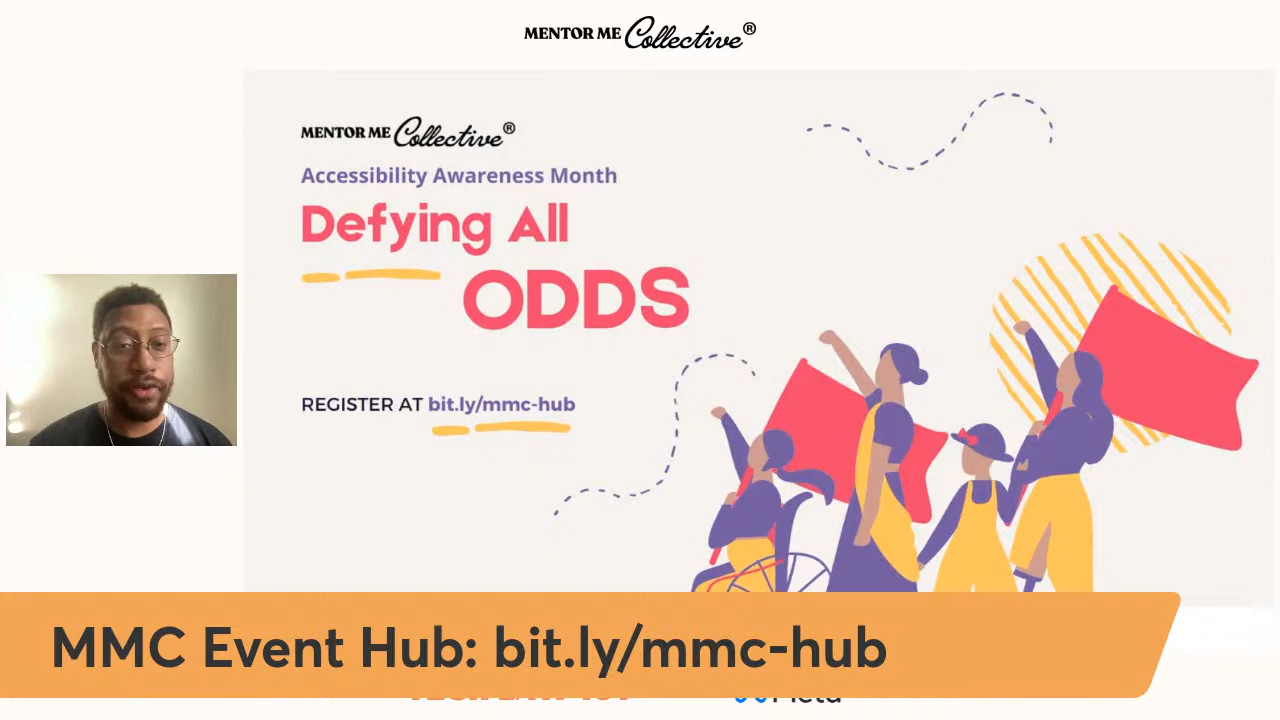 MENTOR ME Collective®
MENTOR ME Collective®
Accessibility Awareness Month
Defying All
ODDS
REGISTER AT bit.ly/mmc-hub
MMC Event Hub: bit.ly/mmc-hub
Meta